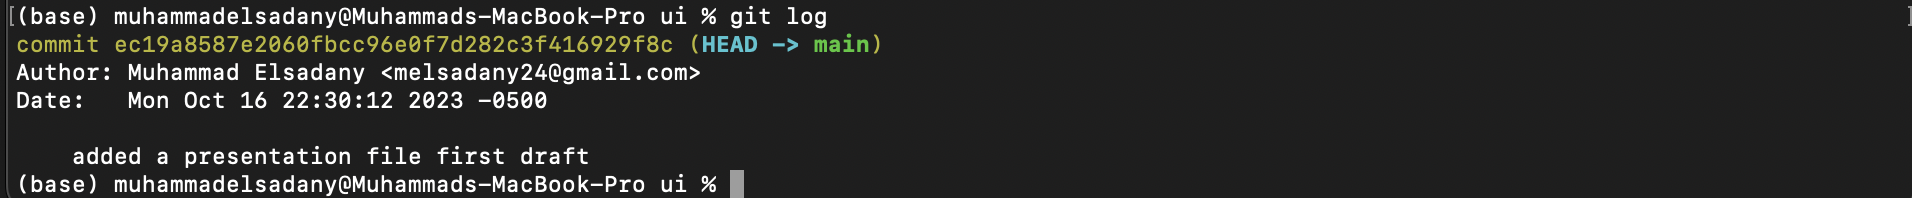 [(base) muhammadelsadany@Muhammads-MacBook-Pro ui % git log ]
commit ec19a8587e2060fbcc96e0f7d282c3f416929f8c (HEAD -> main)
Author: Muhammad Elsadany <melsadany24@gmail.com>
Date:   Mon Oct 16 22:30:12 2023 -0500
    added a presentation file first draft
(base) muhammadelsadany@Muhammads-MacBook-Pro ui %